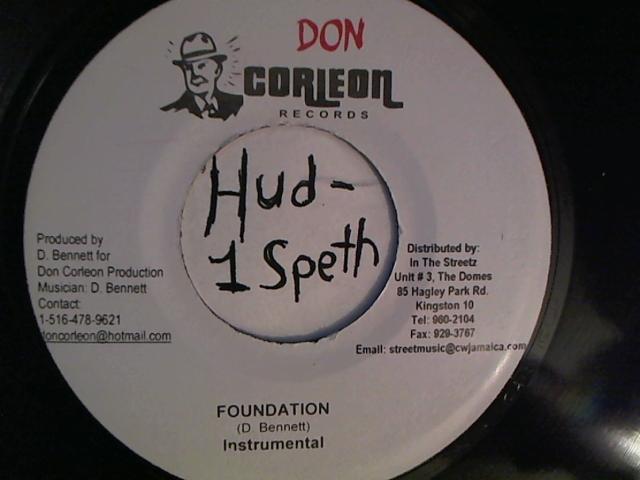 DON
CORLEON
RECORDS
Hud-
1 Speth
Produced by
D. Bennett for
Don Corleon Production
Musician: D. Bennett
Contact:
1-516-478-9621
doncorleon@hotmail.com
Distributed by:
In The Streetz
Unit # 3, The Domes
85 Hagley Park Rd.
Kingston 10
Tel: 960-2104
Fax: 929-3767
Email: streetmusic@cwjamaica.com
FOUNDATION
(D. Bennett)
Instrumental